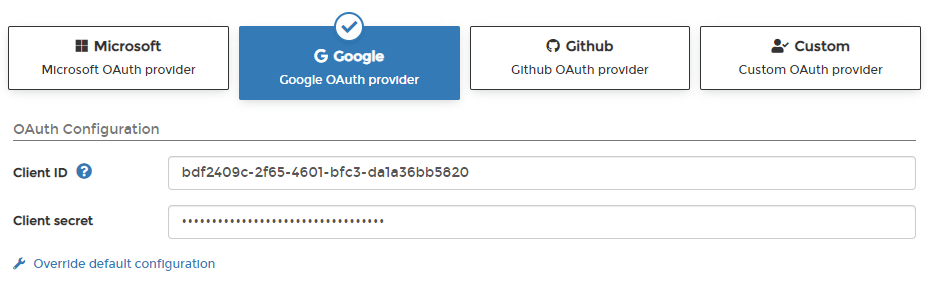 Microsoft
Microsoft OAuth provider
Google
Google OAuth provider
Github
Github OAuth provider
Custom
Custom OAuth provider
OAuth Configuration
Client ID
bdf2409c-2f65-4601-bfc3-da1a36bb5820
Client secret
••••••••••••••••••••••••••••••••••
Override default configuration